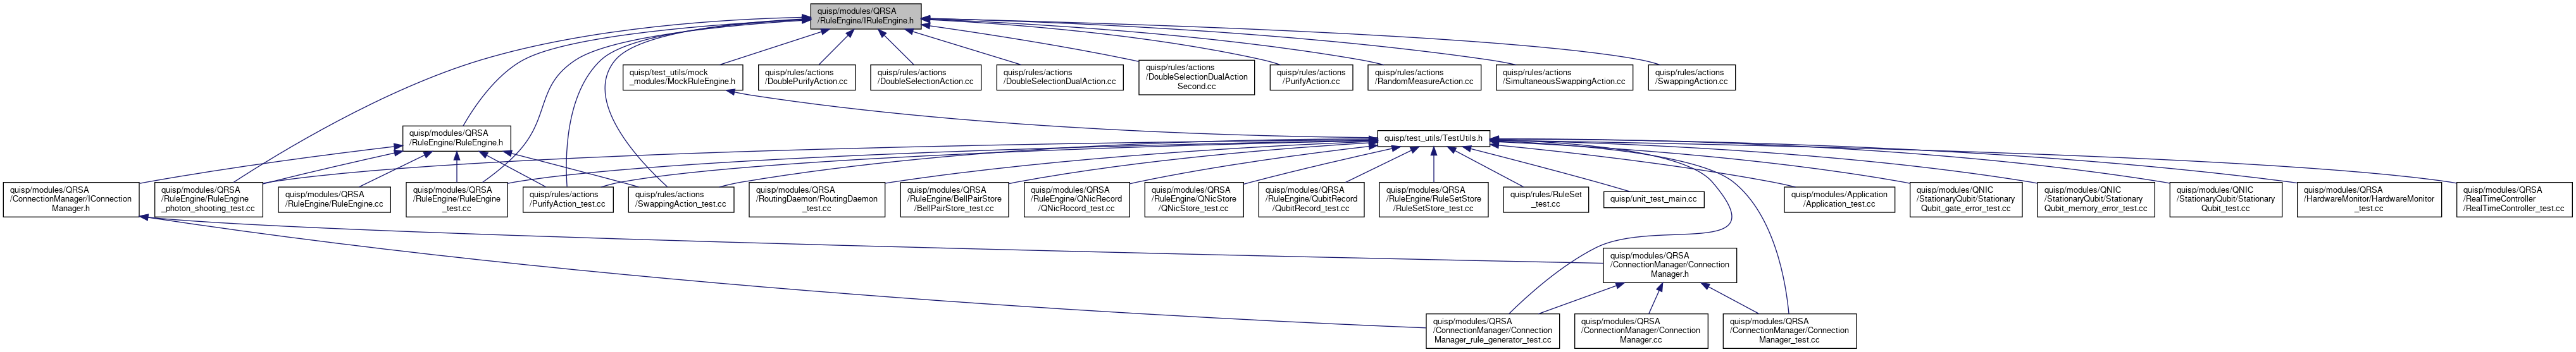 quisp/modules/QRSA
/RuleEngine/IRuleEngine.h
quisp/test_utils/mock
_modules/MockRuleEngine.h
quisp/rules/actions
/DoublePurifyAction.cc
quisp/rules/actions
/DoubleSelectionAction.cc
quisp/rules/actions
/DoubleSelectionDualAction.cc
quisp/rules/actions
/DoubleSelectionDualAction
Second.cc
quisp/rules/actions
/PurifyAction.cc
quisp/rules/actions
/RandomMeasureAction.cc
quisp/rules/actions
/SimultaneousSwappingAction.cc
quisp/rules/actions
/SwappingAction.cc
quisp/modules/QRSA
/RuleEngine/RuleEngine.h
quisp/test_utils/TestUtils.h
quisp/modules/QRSA
/ConnectionManager/IConnection
Manager.h
quisp/modules/QRSA
/RuleEngine/RuleEngine
_photon_shooting_test.cc
quisp/modules/QRSA
/RuleEngine/RuleEngine.cc
quisp/modules/QRSA
/RuleEngine/RuleEngine
_test.cc
quisp/rules/actions
/PurifyAction_test.cc
quisp/rules/actions
/SwappingAction_test.cc
quisp/modules/QRSA
/RoutingDaemon/RoutingDaemon
_test.cc
quisp/modules/QRSA
/RuleEngine/BellPairStore
/BellPairStore_test.cc
quisp/modules/QRSA
/RuleEngine/QNicRecord
/QNicRocord_test.cc
quisp/modules/QRSA
/RuleEngine/QNicStore
/QNicStore_test.cc
quisp/modules/QRSA
/RuleEngine/QubitRecord
/QubitRecord_test.cc
quisp/modules/QRSA
/RuleEngine/RuleSetStore
/RuleSetStore_test.cc
quisp/rules/RuleSet
_test.cc
quisp/unit_test_main.cc
quisp/modules/Application
/Application_test.cc
quisp/modules/QNIC
/StationaryQubit/Stationary
Qubit_gate_error_test.cc
quisp/modules/QNIC
/StationaryQubit/Stationary
Qubit_memory_error_test.cc
quisp/modules/QNIC
/StationaryQubit/Stationary
Qubit_test.cc
quisp/modules/QRSA
/HardwareMonitor/HardwareMonitor
_test.cc
quisp/modules/QRSA
/RealTimeController
/RealTimeController_test.cc
quisp/modules/QRSA
/ConnectionManager/Connection
Manager.h
quisp/modules/QRSA
/ConnectionManager/Connection
Manager_rule_generator_test.cc
quisp/modules/QRSA
/ConnectionManager/Connection
Manager.cc
quisp/modules/QRSA
/ConnectionManager/Connection
Manager_test.cc